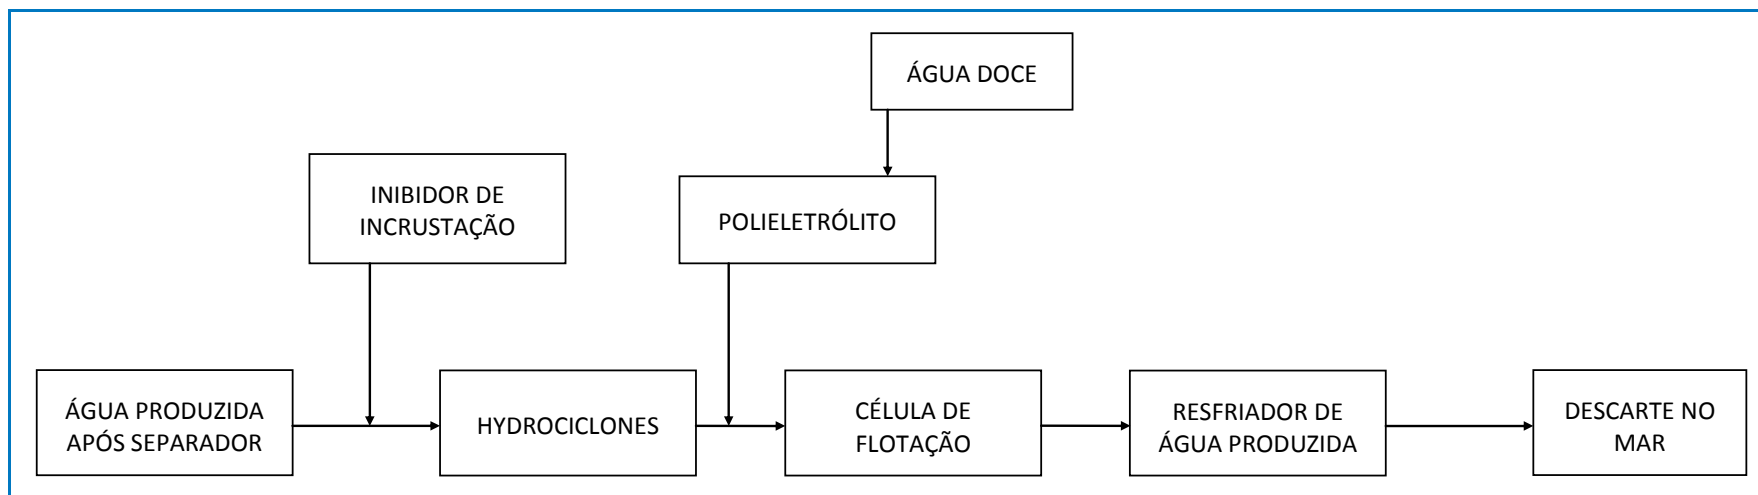 ÁGUA DOCE
INIBIDOR DE
INCRUSTAÇÃO
POLIELETRÓLITO
ÁGUA PRODUZIDA
APÓS SEPARADOR
HYDROCICLONES
CÉLULA DE
FLOTAÇÃO
RESFRIADOR DE
ÁGUA PRODUZIDA
DESCARTE NO
MAR